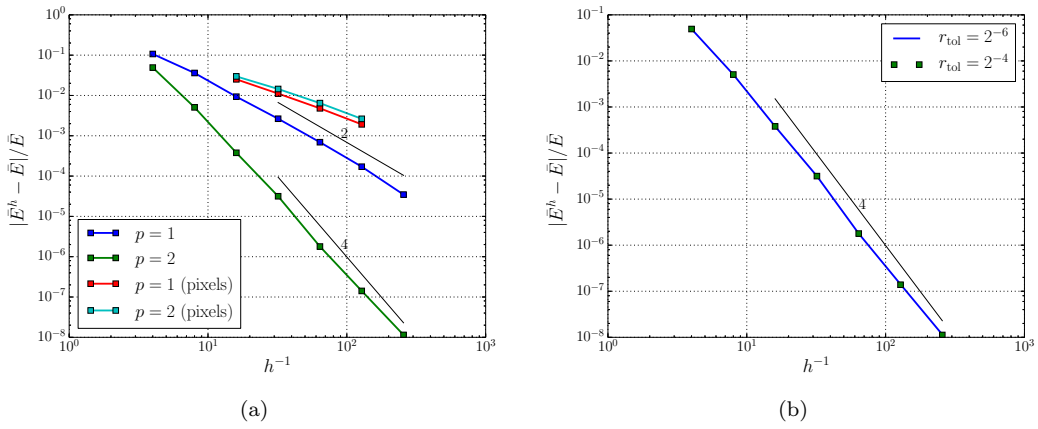 10^0
10^-1
10^-2
10^-3
10^-4
10^-5
10^-6
10^-7
10^-8
|Ē^h − Ē|/Ē
2
4
p = 1
p = 2
p = 1 (pixels)
p = 2 (pixels)
10^0 10^1 10^2 10^3
h^-1
(a)
10^-1
10^-2
10^-3
10^-4
10^-5
10^-6
10^-7
10^-8
|Ē^h − Ē|/Ē
r_tol = 2^-6
r_tol = 2^-4
4
10^0 10^1 10^2 10^3
h^-1
(b)